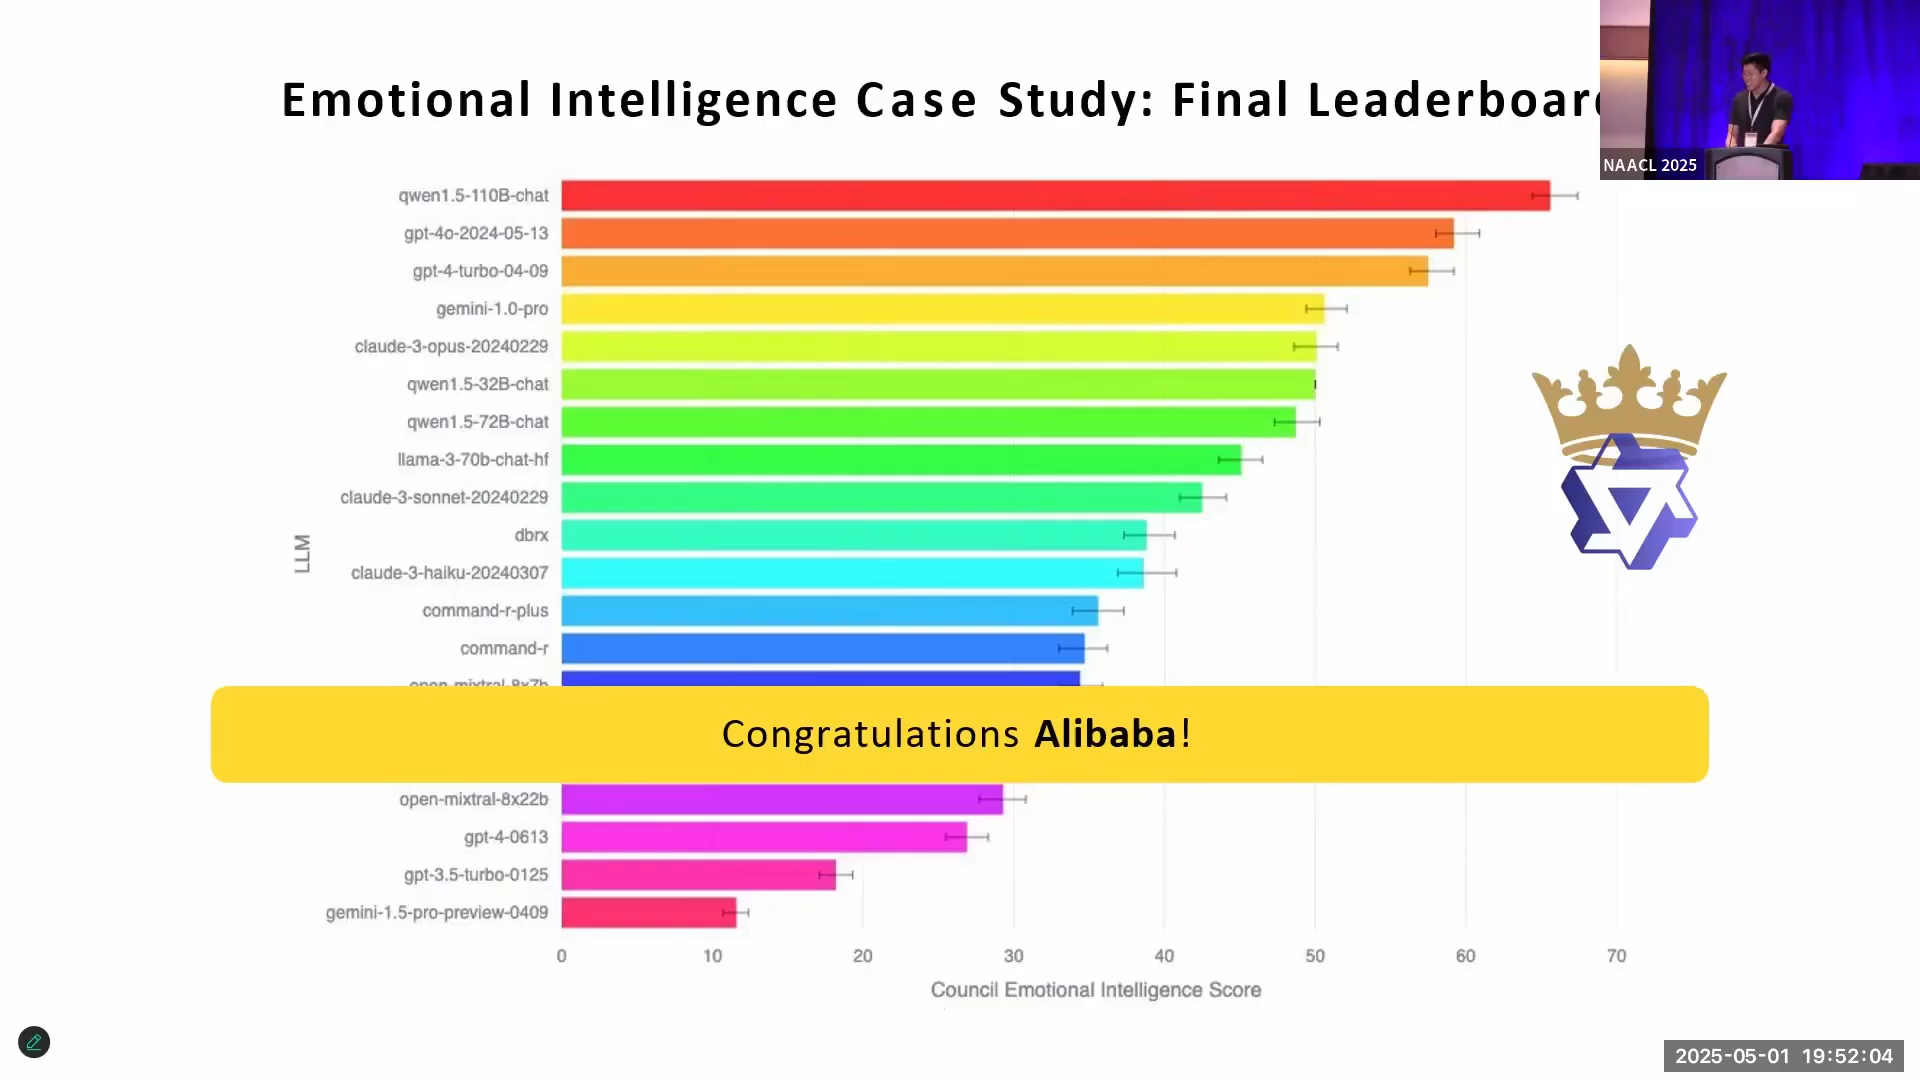 Emotional Intelligence Case Study: Final Leaderboar
NAACL 2025
qwen1.5-110B-chat
gpt-4o-2024-05-13
gpt-4-turbo-04-09
gemini-1.0-pro
claude-3-opus-20240229
qwen1.5-32B-chat
qwen1.5-72B-chat
llama-3-70b-chat-hf
claude-3-sonnet-20240229
dbrx
LLM
claude-3-haiku-20240307
command-r-plus
command-r
open-mixtral-8x7b
Congratulations Alibaba!
open-mixtral-8x22b
gpt-4-0613
gpt-3.5-turbo-0125
gemini-1.5-pro-preview-0409
0 10 20 30 40 50 60 70
Council Emotional Intelligence Score
2025-05-01 19:52:04